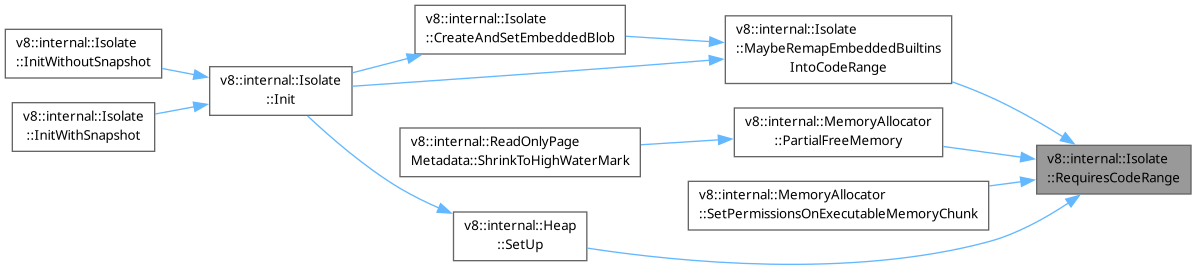 v8::internal::Isolate
::InitWithoutSnapshot
v8::internal::Isolate
::InitWithSnapshot
v8::internal::Isolate
::Init
v8::internal::Isolate
::CreateAndSetEmbeddedBlob
v8::internal::ReadOnlyPage
Metadata::ShrinkToHighWaterMark
v8::internal::Heap
::SetUp
v8::internal::Isolate
::MaybeRemapEmbeddedBuiltins
IntoCodeRange
v8::internal::MemoryAllocator
::PartialFreeMemory
v8::internal::MemoryAllocator
::SetPermissionsOnExecutableMemoryChunk
v8::internal::Isolate
::RequiresCodeRange